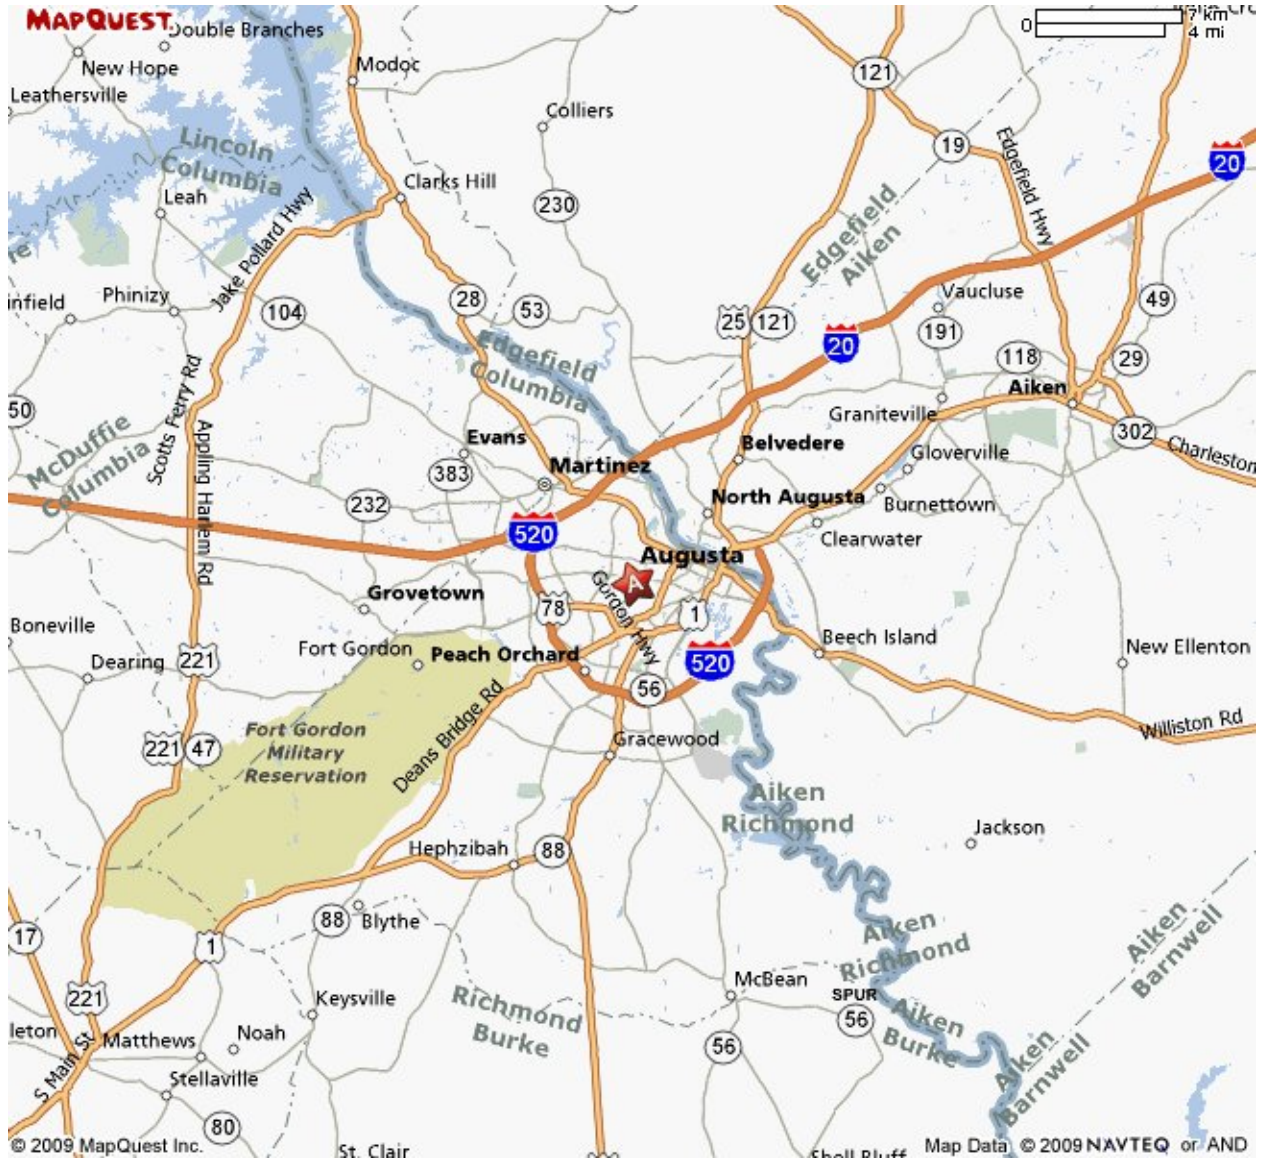 MAPQUEST.
Double Branches
7 km
0
4 mi
New Hope
Modoc
121
Leathersville
Colliers
Lincoln
Columbia
19
Edgefield Hwy
20
Leah
Clarks Hill
230
Edgefield
Aiken
Jake Pollard Hwy
infield
Phinizy
104
28
53
25
121
Vaucluse
49
191
20
Edgefield
Columbia
118
29
Scotts Ferry Rd
50
Aiken
Graniteville
McDuffie
Columbia
Appling Harlem Rd
Evans
Belvedere
302
Charleston
383
Martinez
Gloverville
232
North Augusta
Burnettown
520
Clearwater
Augusta
A
Gordon Hwy
Grovetown
78
1
Boneville
Fort Gordon
Beech Island
Dearing
221
Peach Orchard
520
New Ellenton
56
Deans Bridge Rd
221
47
Fort Gordon
Military
Reservation
Gracewood
Williston Rd
Aiken
Richmond
Jackson
Hephzibah
88
88
Blythe
17
1
Aiken
Richmond
Aiken
Barnwell
McBean
221
Keysville
Richmond
Burke
SPUR
56
Aiken
Burke
leton
S Main St
Matthews
Noah
56
Aiken
Barnwell
Stellaville
80
© 2009 MapQuest Inc.
St. Clair
Shell Bluff
Map Data © 2009 NAVTEQ or AND